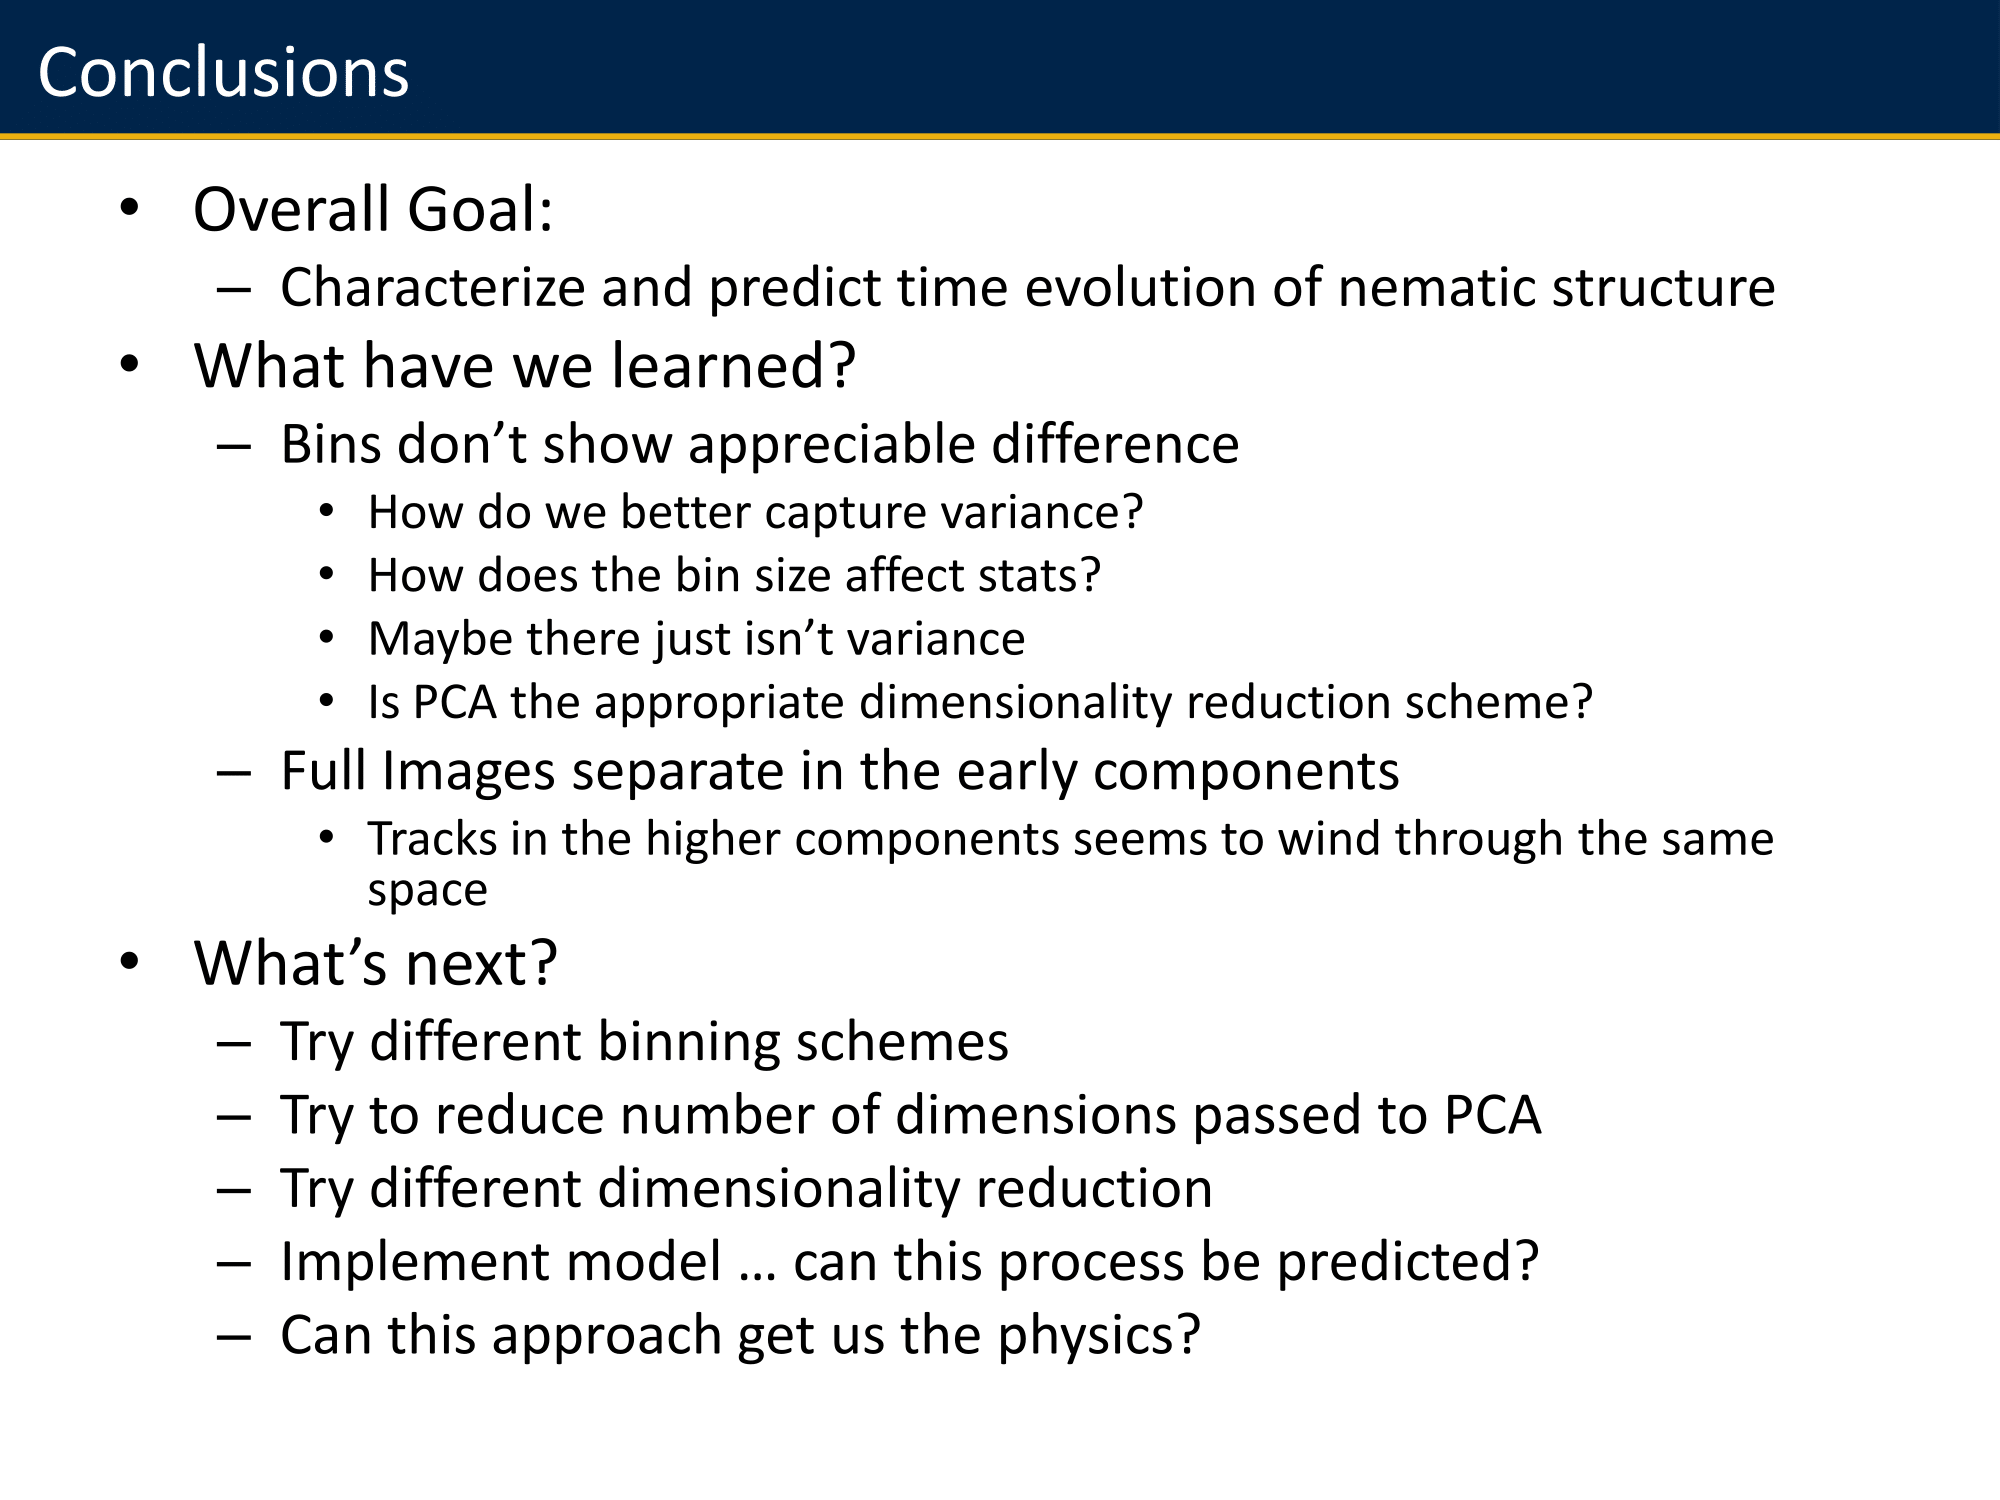 Conclusions
• Overall Goal:
– Characterize and predict time evolution of nematic structure
• What have we learned?
– Bins don’t show appreciable difference
• How do we better capture variance?
• How does the bin size affect stats?
• Maybe there just isn’t variance
• Is PCA the appropriate dimensionality reduction scheme?
– Full Images separate in the early components
• Tracks in the higher components seems to wind through the same
space
• What’s next?
– Try different binning schemes
– Try to reduce number of dimensions passed to PCA
– Try different dimensionality reduction
– Implement model … can this process be predicted?
– Can this approach get us the physics?